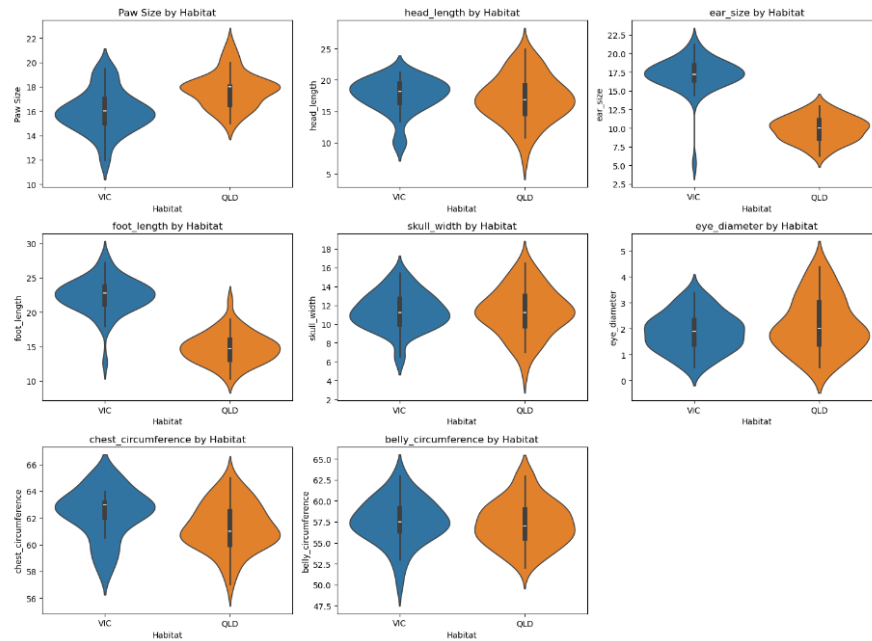 Paw Size by Habitat
22
20
18
16
14
12
10
Paw Size
VIC
QLD
Habitat
head_length by Habitat
25
20
15
10
5
head_length
VIC
QLD
Habitat
ear_size by Habitat
22.5
20.0
17.5
15.0
12.5
10.0
7.5
5.0
2.5
ear_size
VIC
QLD
Habitat
foot_length by Habitat
30
25
20
15
10
foot_length
VIC
QLD
Habitat
skull_width by Habitat
18
16
14
12
10
8
6
4
2
skull_width
VIC
QLD
Habitat
eye_diameter by Habitat
5
4
3
2
1
0
eye_diameter
VIC
QLD
Habitat
chest_circumference by Habitat
66
64
62
60
58
56
chest_circumference
VIC
QLD
Habitat
belly_circumference by Habitat
65.0
62.5
60.0
57.5
55.0
52.5
50.0
47.5
belly_circumference
VIC
QLD
Habitat